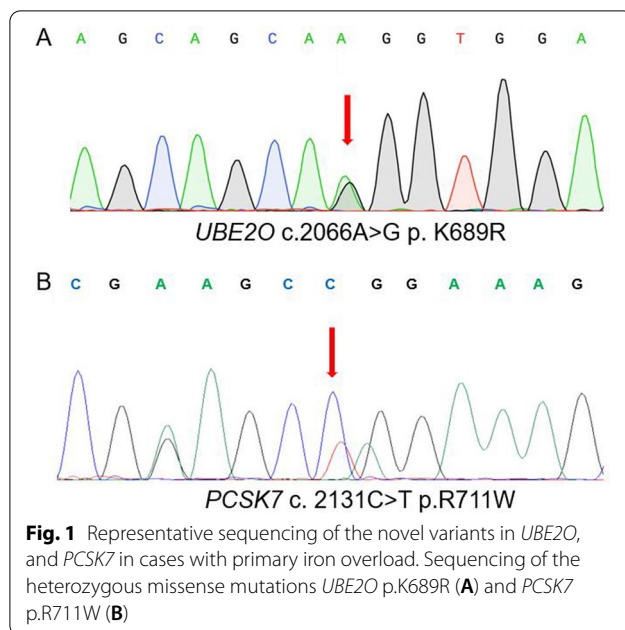 A A G C A G C A A G G T G G A
UBE2O c.2066A>G p. K689R
B C G A A G C C G G A A A G
PCSK7 c. 2131C>T p.R711W
Fig. 1 Representative sequencing of the novel variants in UBE2O,
and PCSK7 in cases with primary iron overload. Sequencing of the
heterozygous missense mutations UBE2O p.K689R (A) and PCSK7
p.R711W (B)